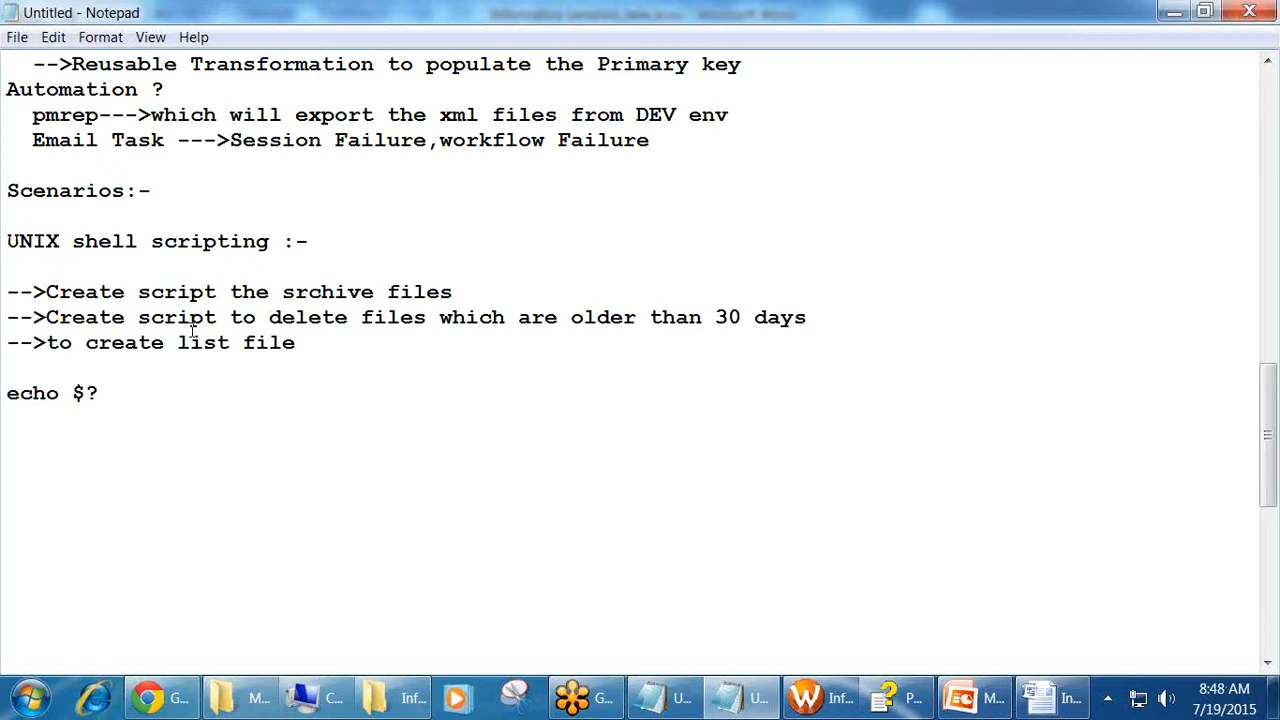 Untitled - Notepad
File Edit Format View Help
-->Reusable Transformation to populate the Primary key
Automation ?
pmrep--->which will export the xml files from DEV env
Email Task --->Session Failure,workflow Failure
Scenarios:-
UNIX shell scripting :-
-->Create script the srchive files
-->Create script to delete files which are older than 30 days
-->to create list file
echo $?
G... M... C... Inf... G... U... U... Inf... P... M... In... 8:48 AM
7/19/2015